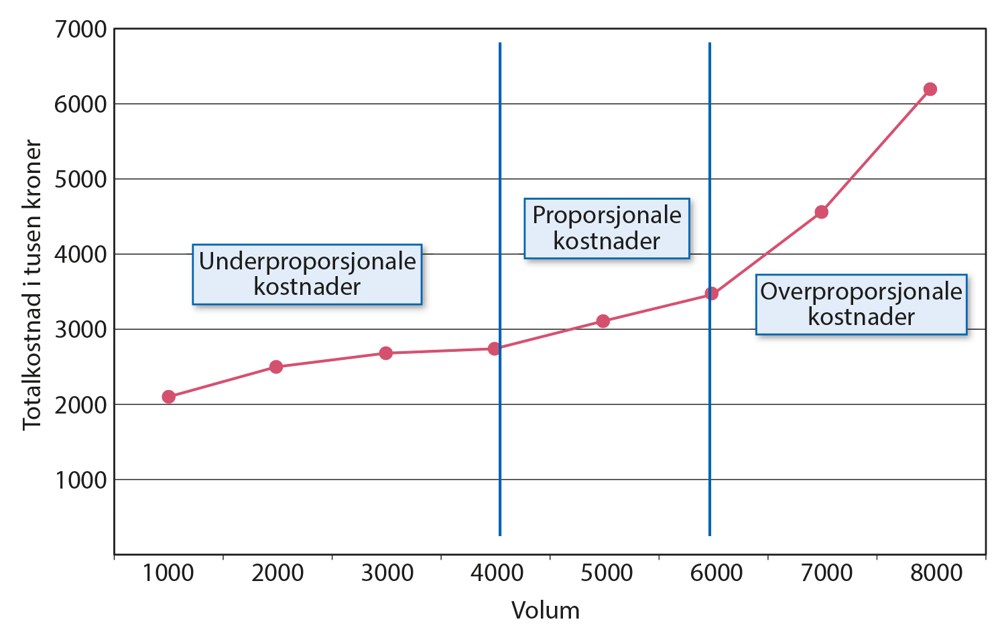 Totalkostnad i tusen kroner
7000
6000
5000
4000
3000
2000
1000
Underproporsjonale
kostnader
Proporsjonale
kostnader
Overproporsjonale
kostnader
1000 2000 3000 4000 5000 6000 7000 8000
Volum